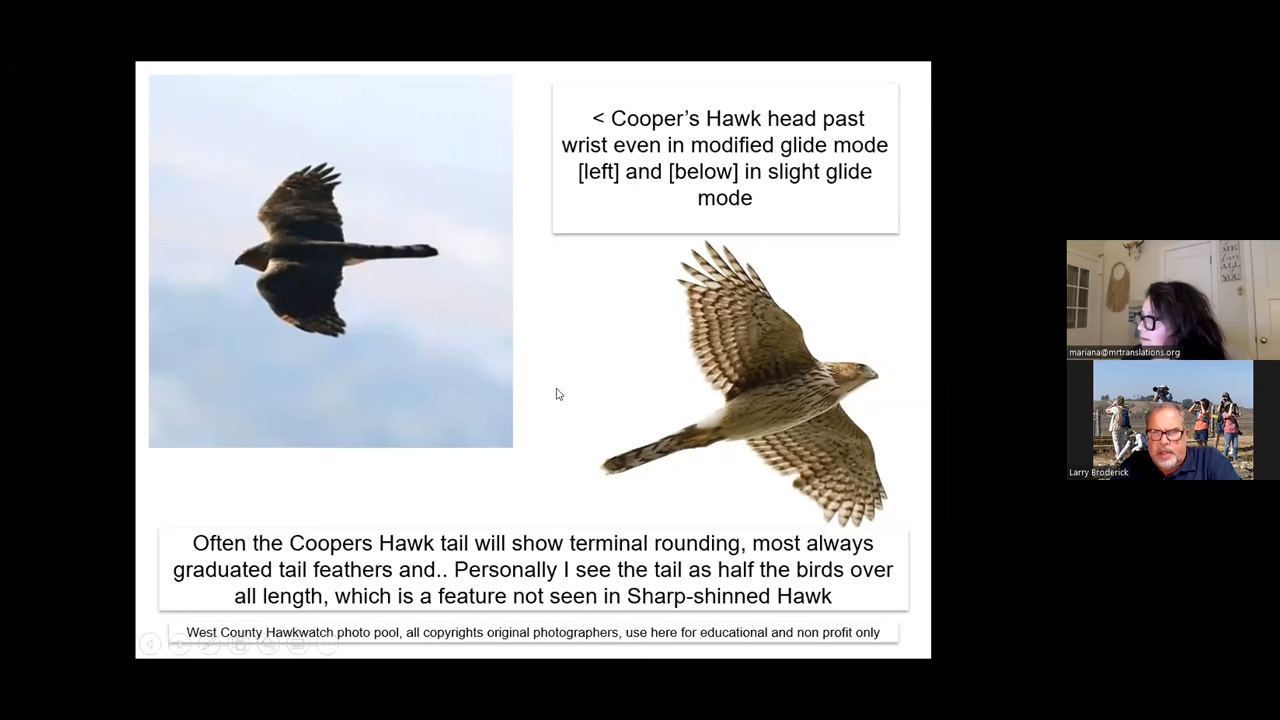 < Cooper’s Hawk head past
wrist even in modified glide mode
[left] and [below] in slight glide
mode
Often the Coopers Hawk tail will show terminal rounding, most always
graduated tail feathers and.. Personally I see the tail as half the birds over
all length, which is a feature not seen in Sharp-shinned Hawk
West County Hawkwatch photo pool, all copyrights original photographers, use here for educational and non profit only
ALL
YOU
mariana@mrtranslations.org
Larry Broderick